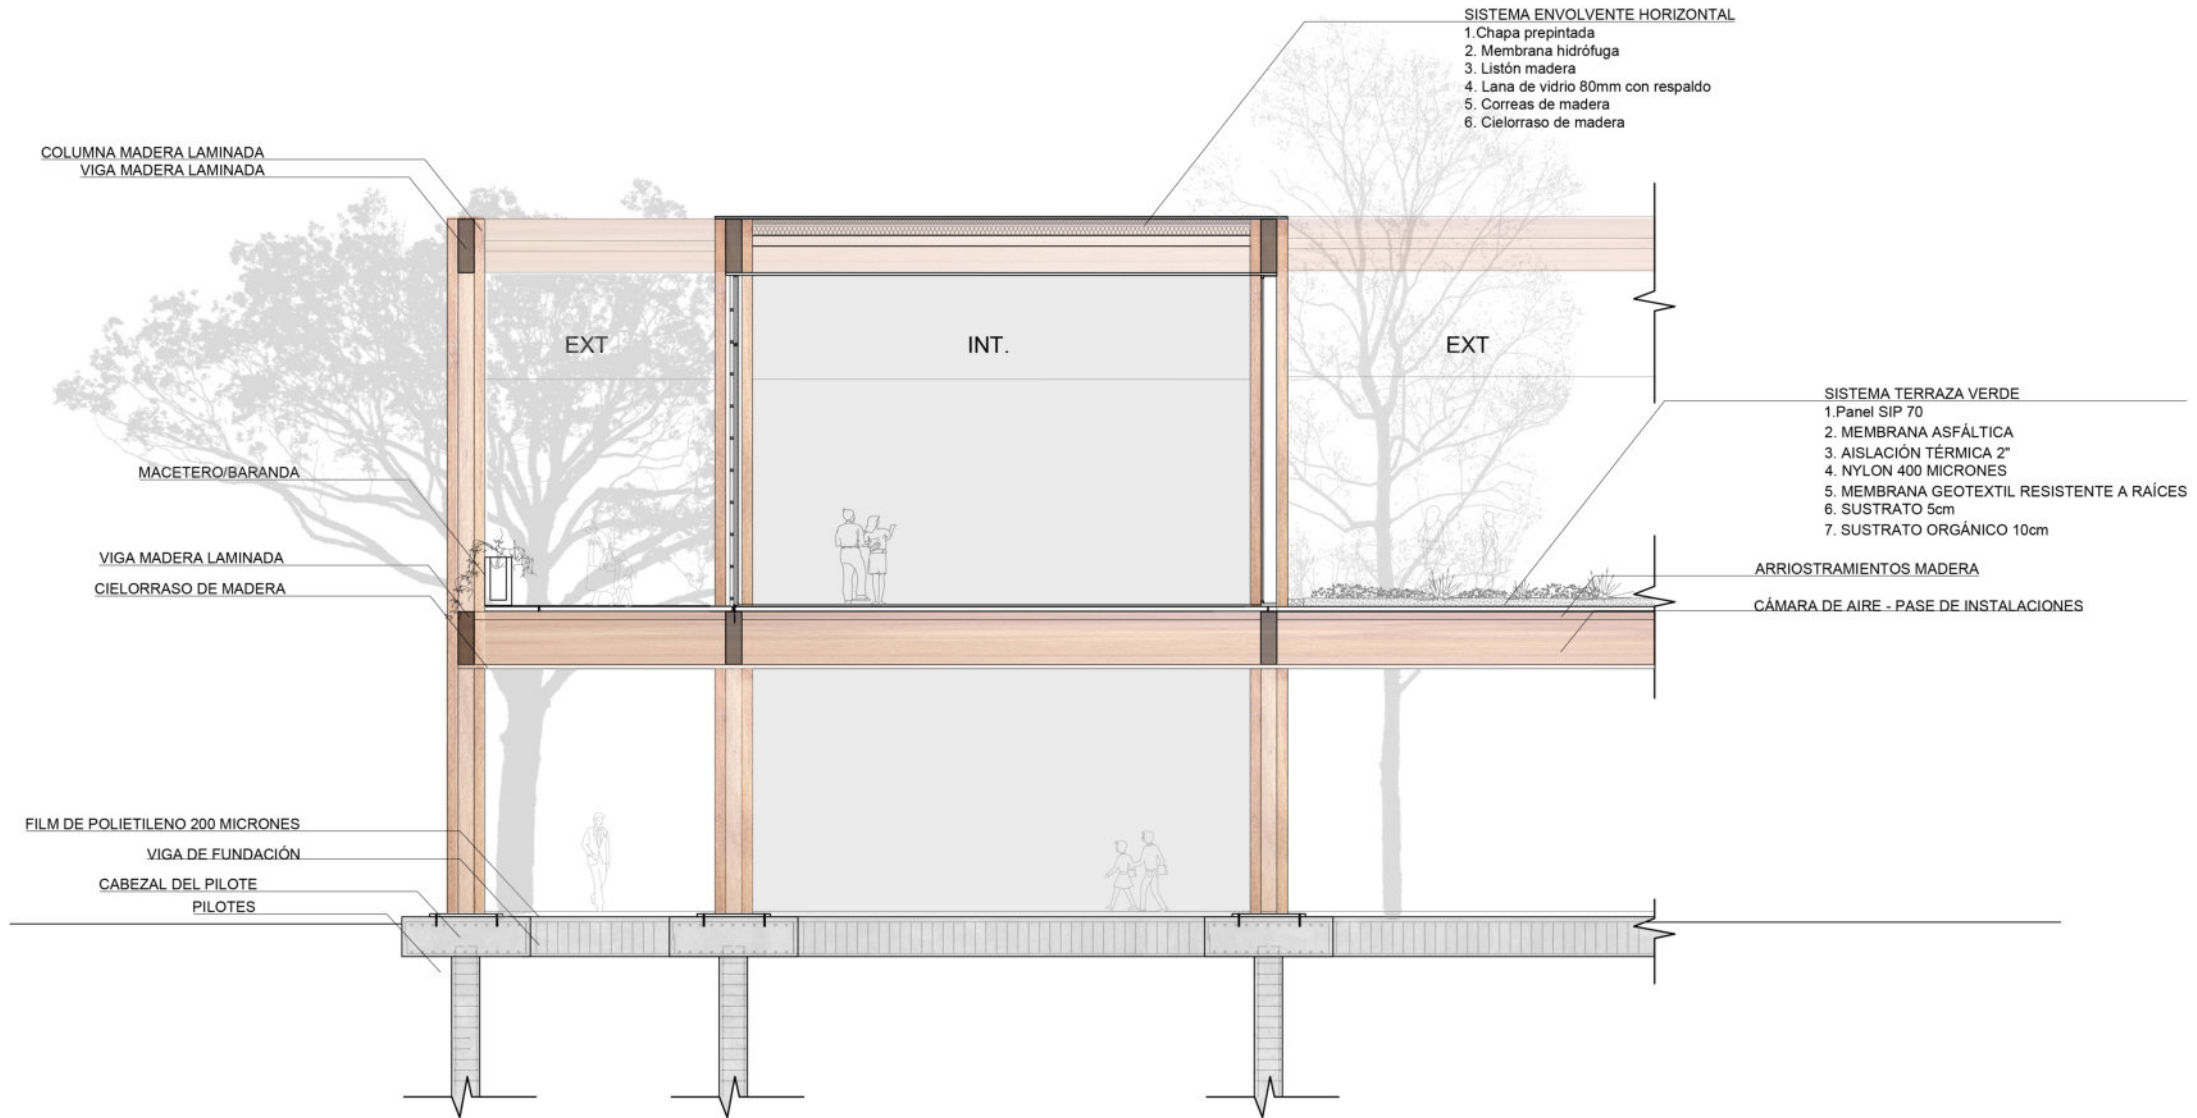 SISTEMA ENVOLVENTE HORIZONTAL
1.Chapa prepintada
2. Membrana hidrófuga
3. Listón madera
4. Lana de vidrio 80mm con respaldo
5. Correas de madera
6. Cielorraso de madera
COLUMNA MADERA LAMINADA
VIGA MADERA LAMINADA
EXT
INT.
EXT
SISTEMA TERRAZA VERDE
1.Panel SIP 70
2. MEMBRANA ASFÁLTICA
3. AISLACIÓN TÉRMICA 2"
4. NYLON 400 MICRONES
5. MEMBRANA GEOTEXTIL RESISTENTE A RAÍCES
6. SUSTRATO 5cm
7. SUSTRATO ORGÁNICO 10cm
MACETERO/BARANDA
VIGA MADERA LAMINADA
CIELORRASO DE MADERA
ARRIOSTRAMIENTOS MADERA
CÁMARA DE AIRE - PASE DE INSTALACIONES
FILM DE POLIETILENO 200 MICRONES
VIGA DE FUNDACIÓN
CABEZAL DEL PILOTE
PILOTES